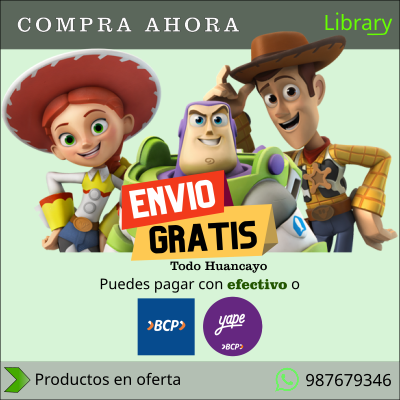 COMPRA AHORA
Library
ENVIO
GRATIS
Todo Huancayo
Puedes pagar con efectivo o
BCP
yape
BCP
Productos en oferta
987679346